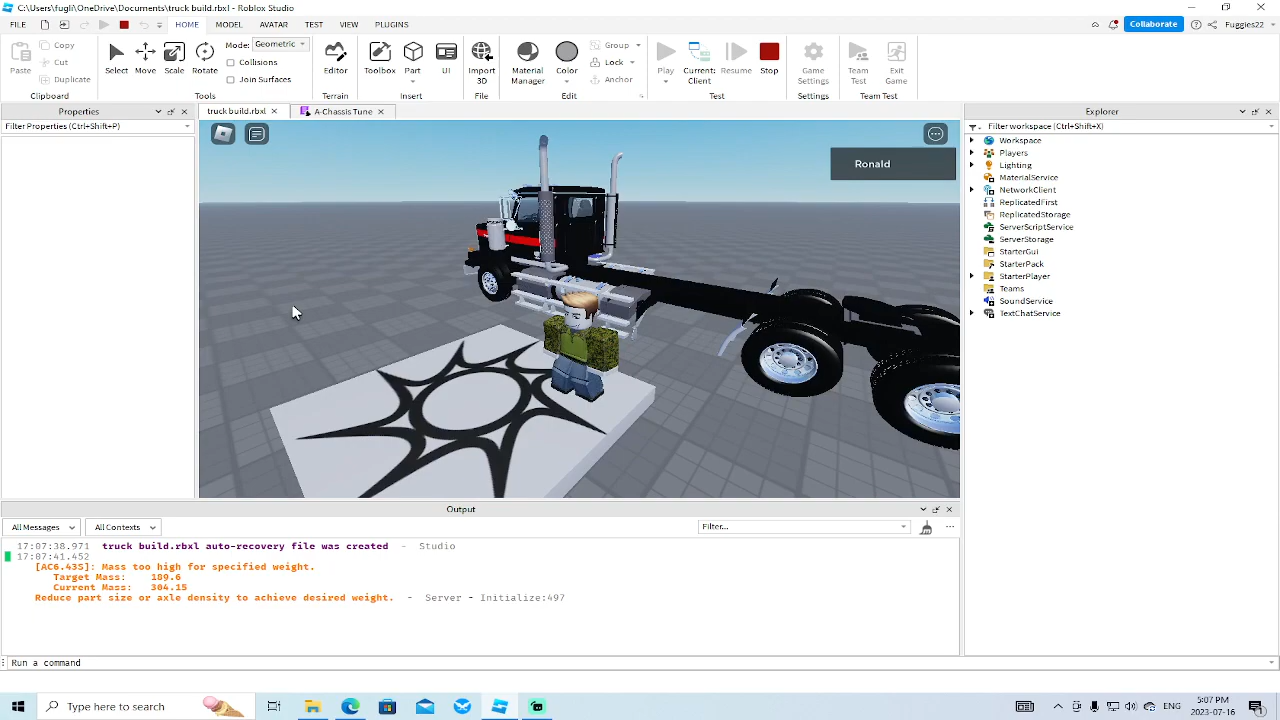 C:\Users\fugli\OneDrive\Documents\truck build.rbxl - Roblox Studio
FILE HOME MODEL AVATAR TEST VIEW PLUGINS Collaborate Fuggies22
Paste Copy Cut Duplicate
Select Move Scale Rotate
Mode: Geometric
Collisions
Join Surfaces
Editor Toolbox Part UI Import 3D Material Manager Color
Group
Lock
Anchor
Play Current: Client Resume Stop Game Settings Team Test Exit Game
Clipboard Tools Terrain Insert File Edit Test Settings Team Test
Properties
Filter Properties (Ctrl+Shift+P)
truck build.rbxl A-Chassis Tune
Ronald
Explorer
Filter workspace (Ctrl+Shift+X)
Workspace
Players
Lighting
MaterialService
NetworkClient
ReplicatedFirst
ReplicatedStorage
ServerScriptService
ServerStorage
StarterGui
StarterPack
StarterPlayer
Teams
SoundService
TextChatService
Output
All Messages All Contexts Filter...
17:07:38.971 truck build.rbxl auto-recovery file was created - Studio
17:07:41.452
[AC6.43S]: Mass too high for specified weight.
Target Mass: 189.6
Current Mass: 304.15
Reduce part size or axle density to achieve desired weight. - Server - Initialize:497
Run a command
Type here to search
ENG
5:07 PM
2023-07-16
1